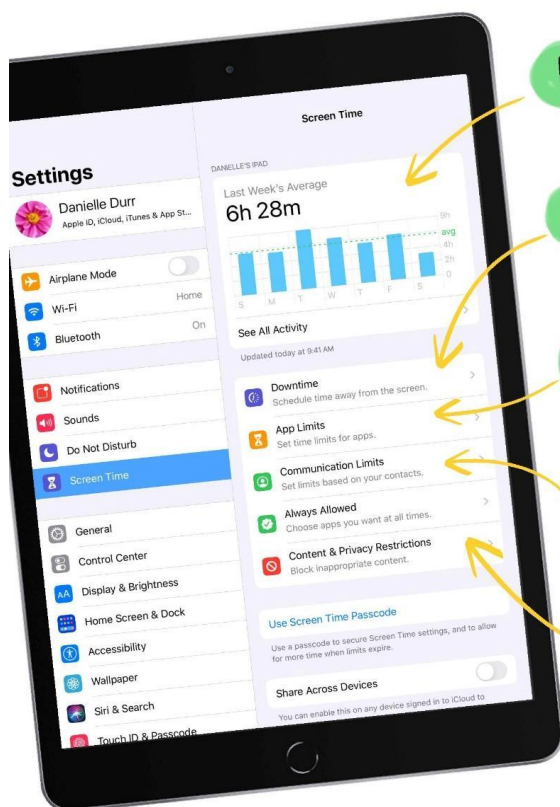 Settings
Danielle Durr
Apple ID, iCloud, iTunes & App St...
Airplane Mode
Wi-Fi
Home
Bluetooth
On
Notifications
Sounds
Do Not Disturb
Screen Time
General
Control Center
AA
Display & Brightness
Home Screen & Dock
Accessibility
Wallpaper
Siri & Search
Touch ID & Passcode
Screen Time
DANIELLE'S IPAD
Last Week's Average
6h 28m
9h
avg
4h
2h
0
S M T W T F S
See All Activity
Updated today at 9:41 AM
Downtime
Schedule time away from the screen.
App Limits
Set time limits for apps.
Communication Limits
Set limits based on your contacts.
Always Allowed
Choose apps you want at all times.
Content & Privacy Restrictions
Block inappropriate content.
Use Screen Time Passcode
Use a passcode to secure Screen Time settings, and to allow
for more time when limits expire.
Share Across Devices
You can enable this on any device signed in to iCloud to